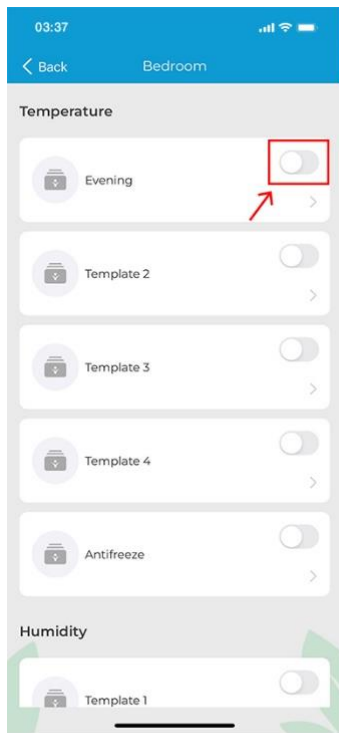 03:37
Back
Bedroom
Temperature
Evening
Template 2
Template 3
Template 4
Antifreeze
Humidity
Template 1